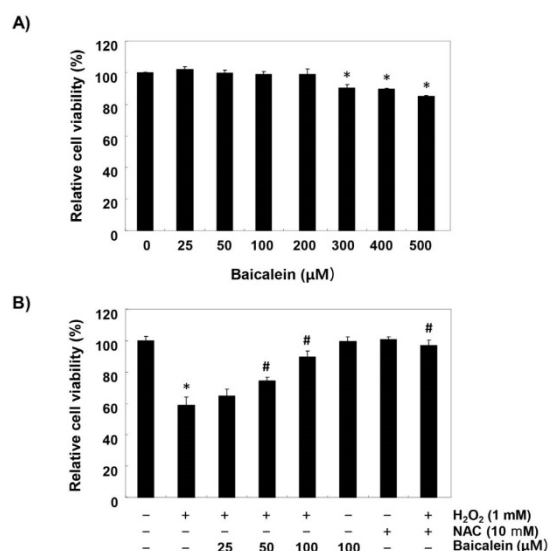 A)
Relative cell viability (%)
120
100
80
60
40
20
0
* * *
0 25 50 100 200 300 400 500
Baicalein (μM)
B)
Relative cell viability (%)
120
100
80
60
40
20
0
* # # #
− + + + + − − + H₂O₂ (1 mM)
− − − − − − + + NAC (10 mM)
− − 25 50 100 100 − − Baicalein (μM)